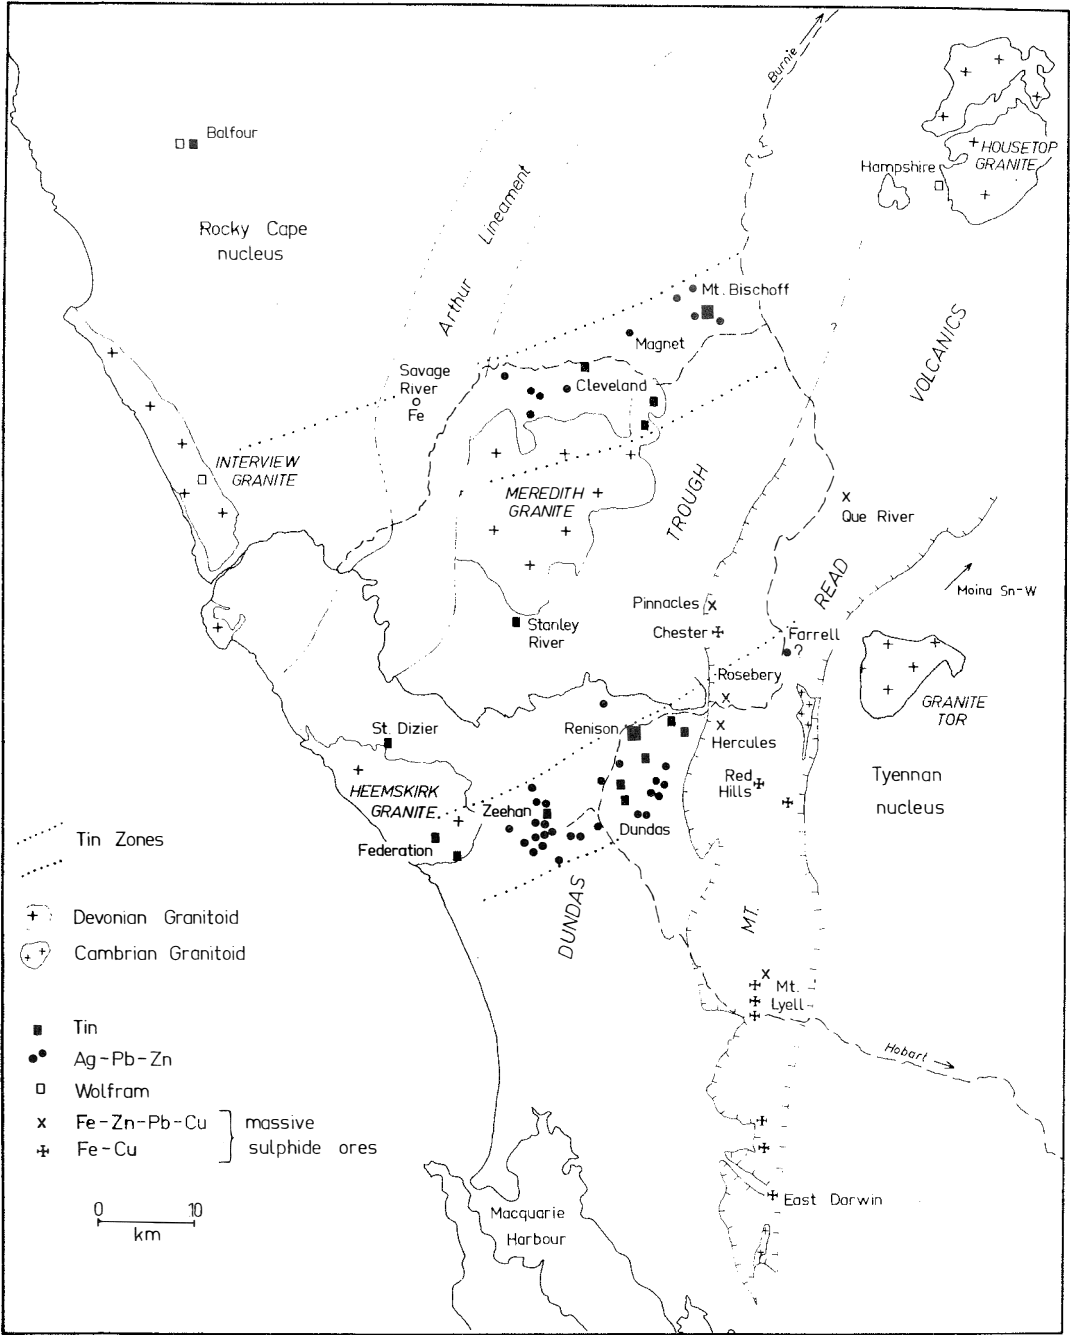 Burnie
Balfour
HOUSETOP
GRANITE
Hampshire
Rocky Cape
nucleus
Arthur Lineament
Mt. Bischoff
Magnet
Savage
River
Fe
Cleveland
VOLCANICS
?
INTERVIEW
GRANITE
MEREDITH
GRANITE
TROUGH
Que River
READ
Moina Sn-W
Pinnacles
Chester
Stanley
River
Farrell
?
Rosebery
GRANITE
TOR
St. Dizier
Renison
Hercules
Red
Hills
Tyennan
nucleus
HEEMSKIRK
GRANITE
Zeehan
Dundas
Federation
Tin Zones
DUNDAS
MT.
Devonian Granitoid
Cambrian Granitoid
Mt.
Lyell
Tin
Ag-Pb-Zn
Hobart
Wolfram
Fe-Zn-Pb-Cu
Fe-Cu
massive
sulphide ores
East Darwin
0 10
km
Macquarie
Harbour